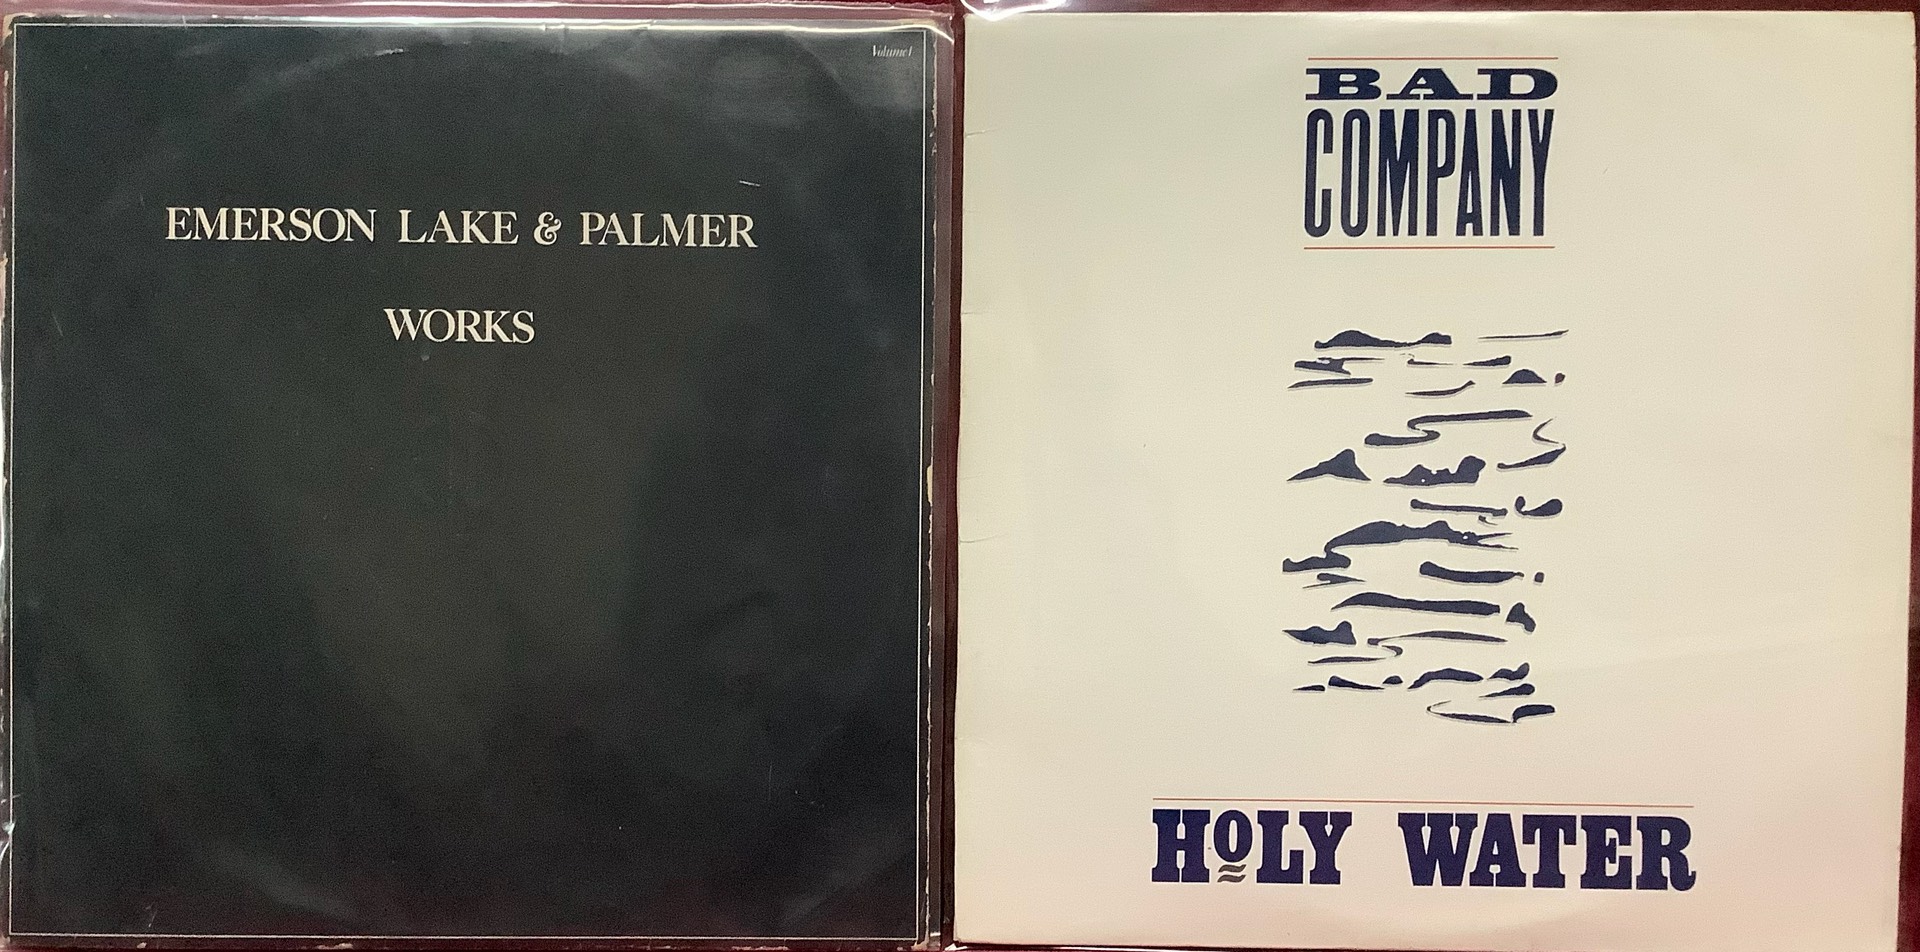 Volume 1
EMERSON LAKE & PALMER
WORKS
BAD
COMPANY
HOLY WATER